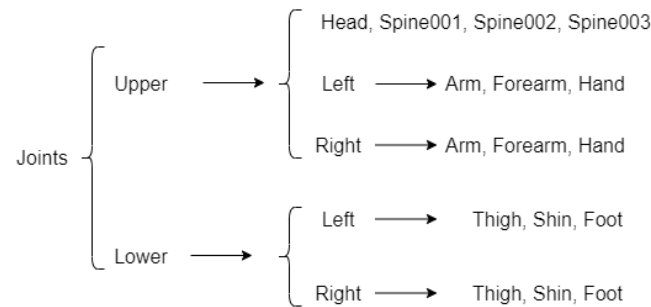 Head, Spine001, Spine002, Spine003
Upper
Left
Arm, Forearm, Hand
Right
Arm, Forearm, Hand
Joints
Left
Thigh, Shin, Foot
Lower
Right
Thigh, Shin, Foot